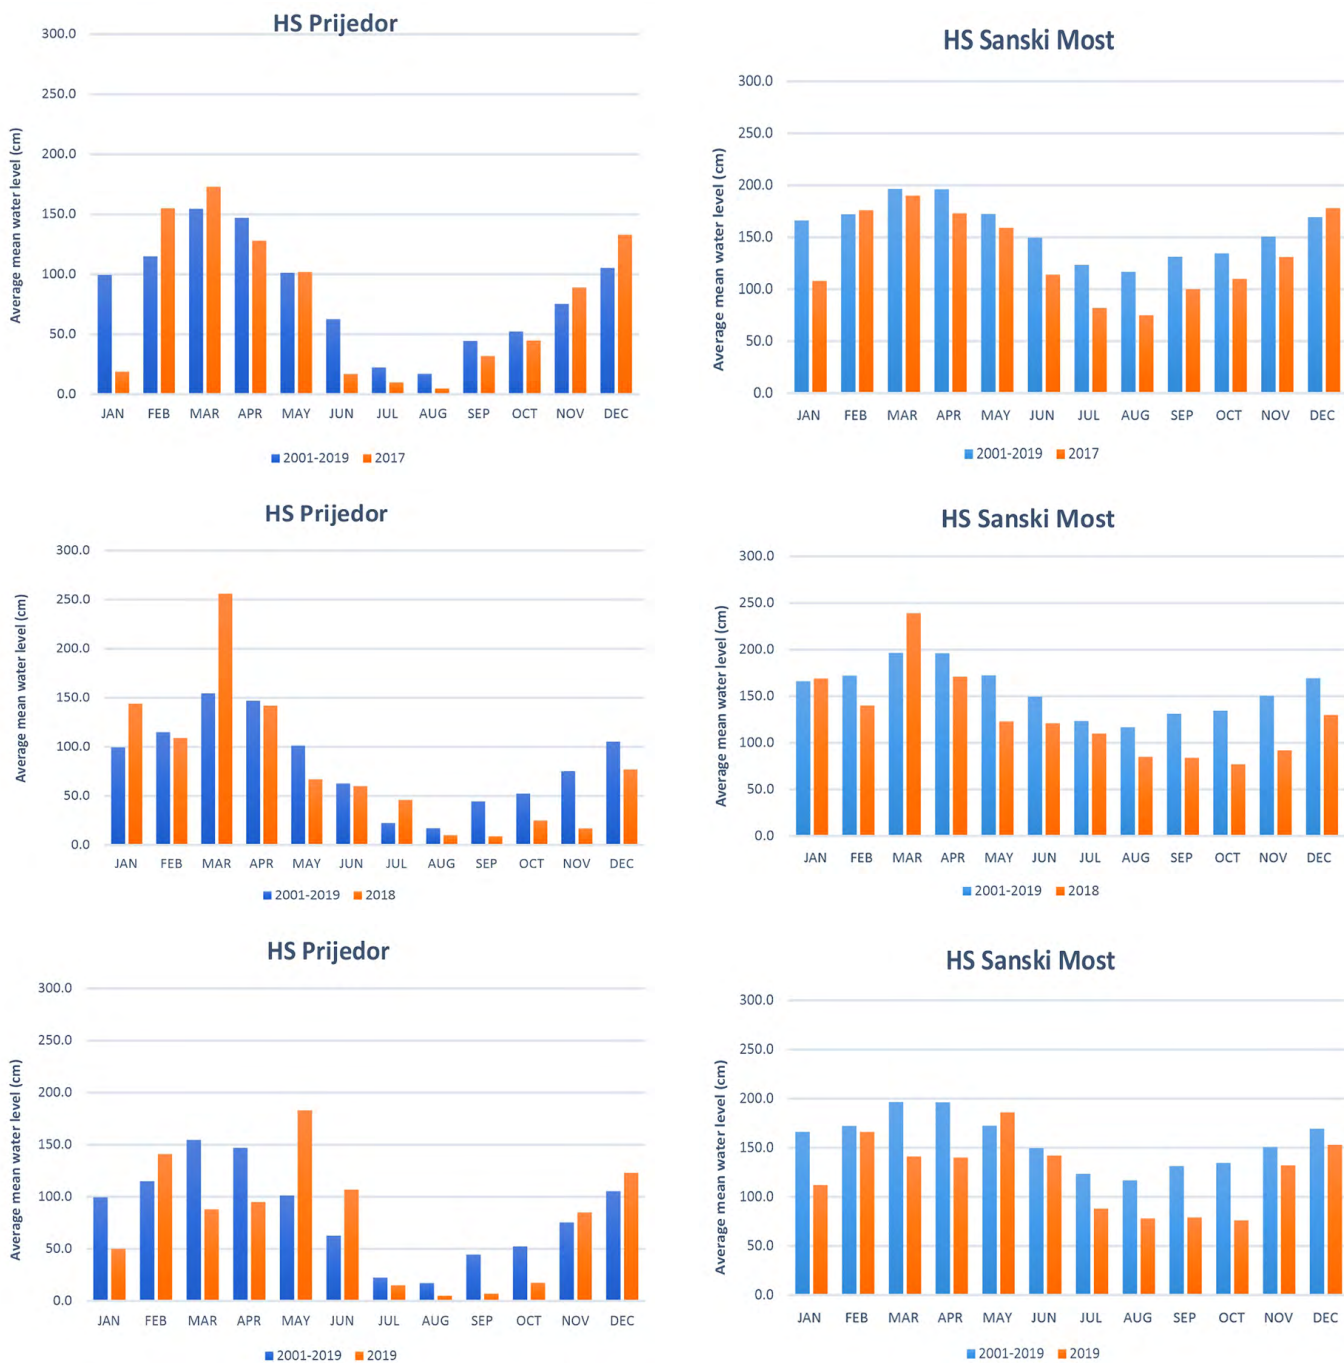 HS Prijedor
Average mean water level (cm)
300.0
250.0
200.0
150.0
100.0
50.0
0.0
JAN FEB MAR APR MAY JUN JUL AUG SEP OCT NOV DEC
2001-2019 2017
HS Sanski Most
Average mean water level (cm)
300.0
250.0
200.0
150.0
100.0
50.0
0.0
JAN FEB MAR APR MAY JUN JUL AUG SEP OCT NOV DEC
2001-2019 2017
HS Prijedor
Average mean water level (cm)
300.0
250.0
200.0
150.0
100.0
50.0
0.0
JAN FEB MAR APR MAY JUN JUL AUG SEP OCT NOV DEC
2001-2019 2018
HS Sanski Most
Average mean water level (cm)
300.0
250.0
200.0
150.0
100.0
50.0
0.0
JAN FEB MAR APR MAY JUN JUL AUG SEP OCT NOV DEC
2001-2019 2018
HS Prijedor
Average mean water level (cm)
300.0
250.0
200.0
150.0
100.0
50.0
0.0
JAN FEB MAR APR MAY JUN JUL AUG SEP OCT NOV DEC
2001-2019 2019
HS Sanski Most
Average mean water level (cm)
300.0
250.0
200.0
150.0
100.0
50.0
0.0
JAN FEB MAR APR MAY JUN JUL AUG SEP OCT NOV DEC
2001-2019 2019